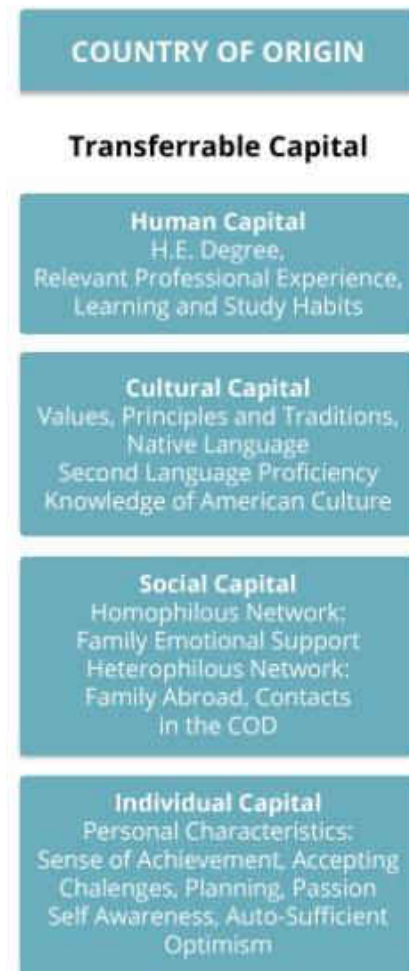 COUNTRY OF ORIGIN
Transferrable Capital
Human Capital
H.E. Degree,
Relevant Professional Experience,
Learning and Study Habits
Cultural Capital
Values, Principles and Traditions,
Native Language
Second Language Proficiency
Knowledge of American Culture
Social Capital
Homophilous Network:
Family Emotional Support
Heterophilous Network:
Family Abroad, Contacts
in the COD
Individual Capital
Personal Characteristics:
Sense of Achievement, Accepting
Chalenges, Planning, Passion
Self Awareness, Auto-Sufficient
Optimism